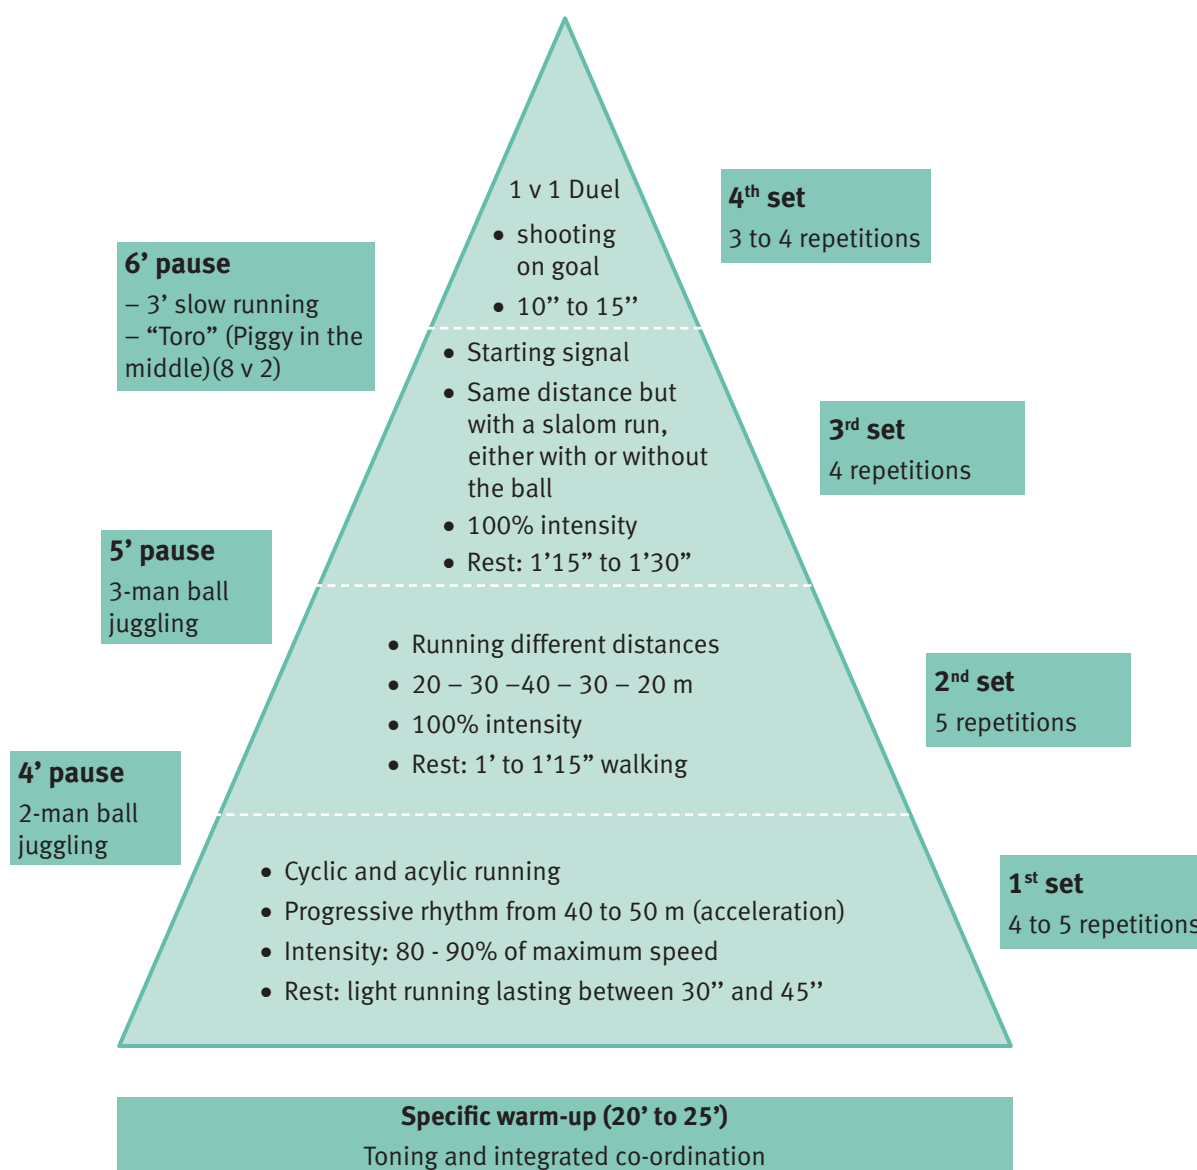 1 v 1 Duel
• shooting
on goal
• 10’’ to 15’’
4th set
3 to 4 repetitions
6’ pause
– 3’ slow running
– “Toro” (Piggy in the
middle)(8 v 2)
• Starting signal
• Same distance but
with a slalom run,
either with or without
the ball
• 100% intensity
• Rest: 1’15” to 1’30”
3rd set
4 repetitions
5’ pause
3-man ball
juggling
• Running different distances
• 20 – 30 –40 – 30 – 20 m
• 100% intensity
• Rest: 1’ to 1’15” walking
2nd set
5 repetitions
4’ pause
2-man ball
juggling
• Cyclic and acylic running
• Progressive rhythm from 40 to 50 m (acceleration)
• Intensity: 80 - 90% of maximum speed
• Rest: light running lasting between 30’’ and 45’’
1st set
4 to 5 repetitions
Specific warm-up (20’ to 25’)
Toning and integrated co-ordination